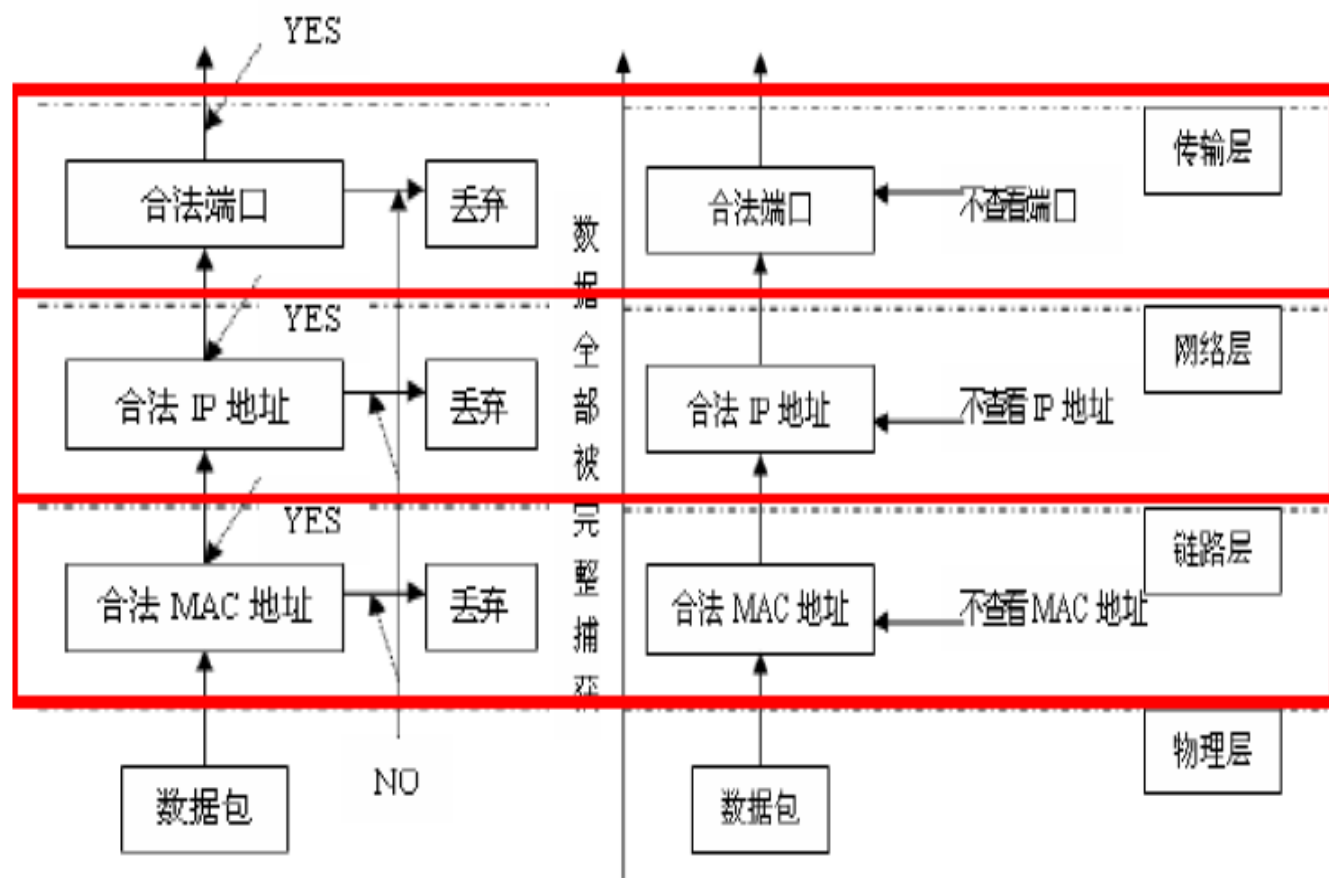 YES
传输层
合法端口
丢弃
合法端口
不查看端口
YES
网络层
合法 IP 地址
丢弃
合法 IP 地址
不查看 IP 地址
YES
链路层
合法 MAC 地址
丢弃
合法 MAC 地址
不查看 MAC 地址
数据全部被完整捕获
物理层
NO
数据包
数据包